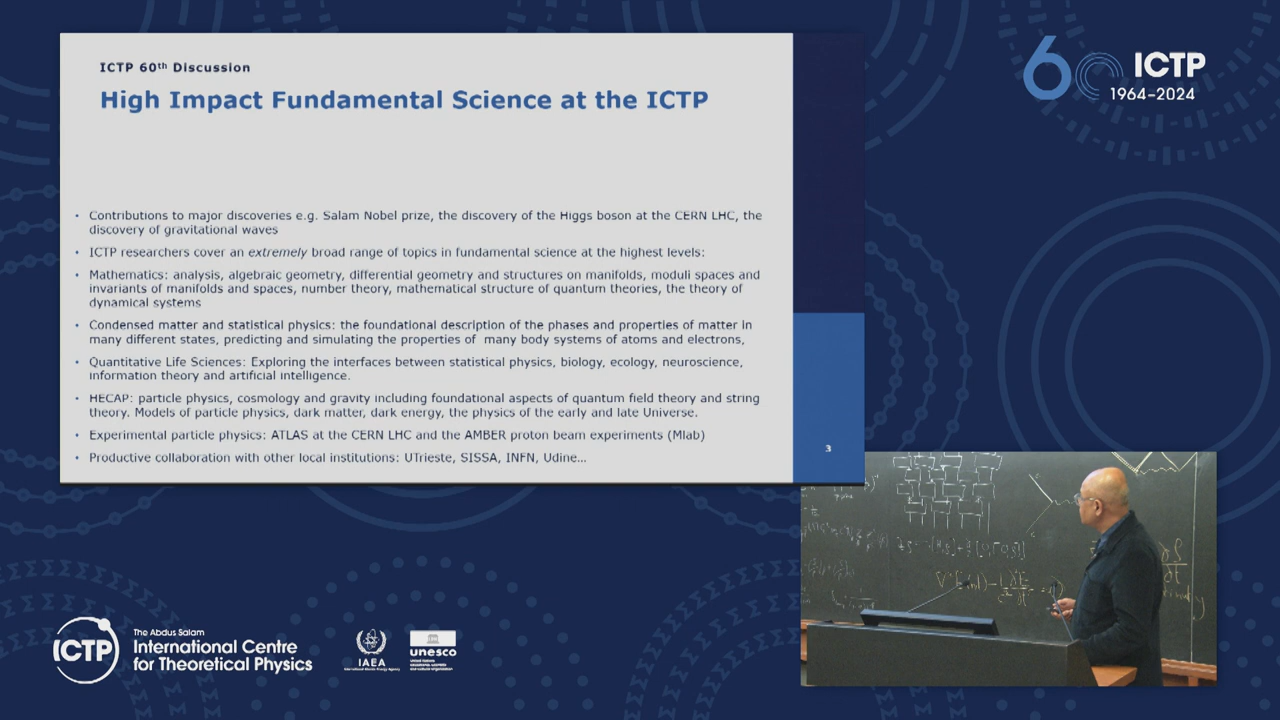 ICTP 60th Discussion
High Impact Fundamental Science at the ICTP
• Contributions to major discoveries e.g. Salam Nobel prize, the discovery of the Higgs boson at the CERN LHC, the
discovery of gravitational waves
• ICTP researchers cover an extremely broad range of topics in fundamental science at the highest levels:
• Mathematics: analysis, algebraic geometry, differential geometry and structures on manifolds, moduli spaces and
invariants of manifolds and spaces, number theory, mathematical structure of quantum theories, the theory of
dynamical systems
• Condensed matter and statistical physics: the foundational description of the phases and properties of matter in
many different states, predicting and simulating the properties of many body systems of atoms and electrons,
• Quantitative Life Sciences: Exploring the interfaces between statistical physics, biology, ecology, neuroscience,
information theory and artificial intelligence.
• HECAP: particle physics, cosmology and gravity including foundational aspects of quantum field theory and string
theory. Models of particle physics, dark matter, dark energy, the physics of the early and late Universe.
• Experimental particle physics: ATLAS at the CERN LHC and the AMBER proton beam experiments (Mlab)
• Productive collaboration with other local institutions: UTrieste, SISSA, INFN, Udine...
3
60 ICTP
1964–2024
ICTP
The Abdus Salam
International Centre
for Theoretical Physics
IAEA
International Atomic Energy Agency
unesco